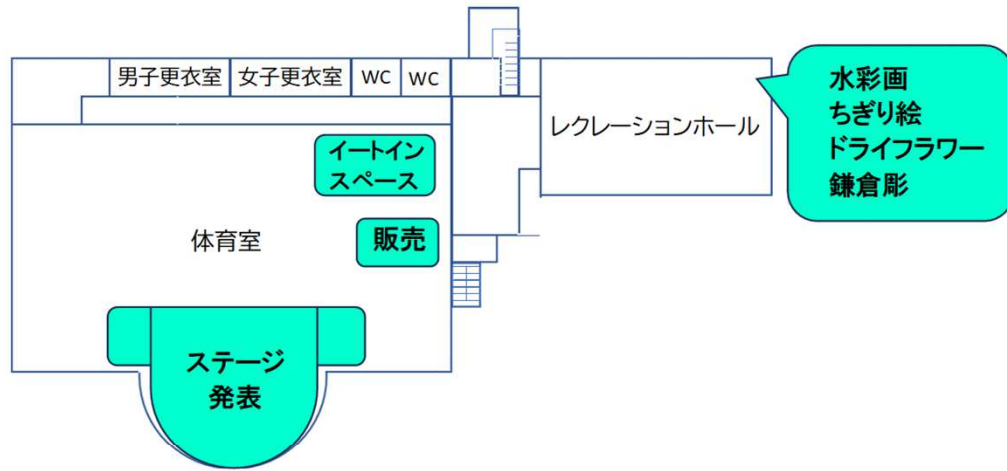 男子更衣室
女子更衣室
WC
WC
レクレーションホール
水彩画
ちぎり絵
ドライフラワー
鎌倉彫
イートイン
スペース
体育室
販売
ステージ
発表